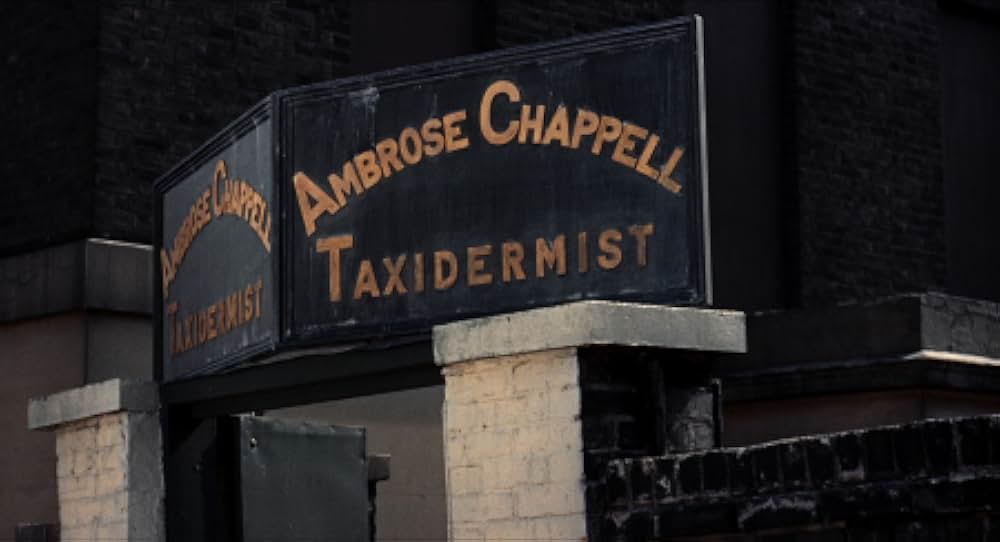 Ambrose Chappell
Taxidermist
Ambrose Chappell
Taxidermist